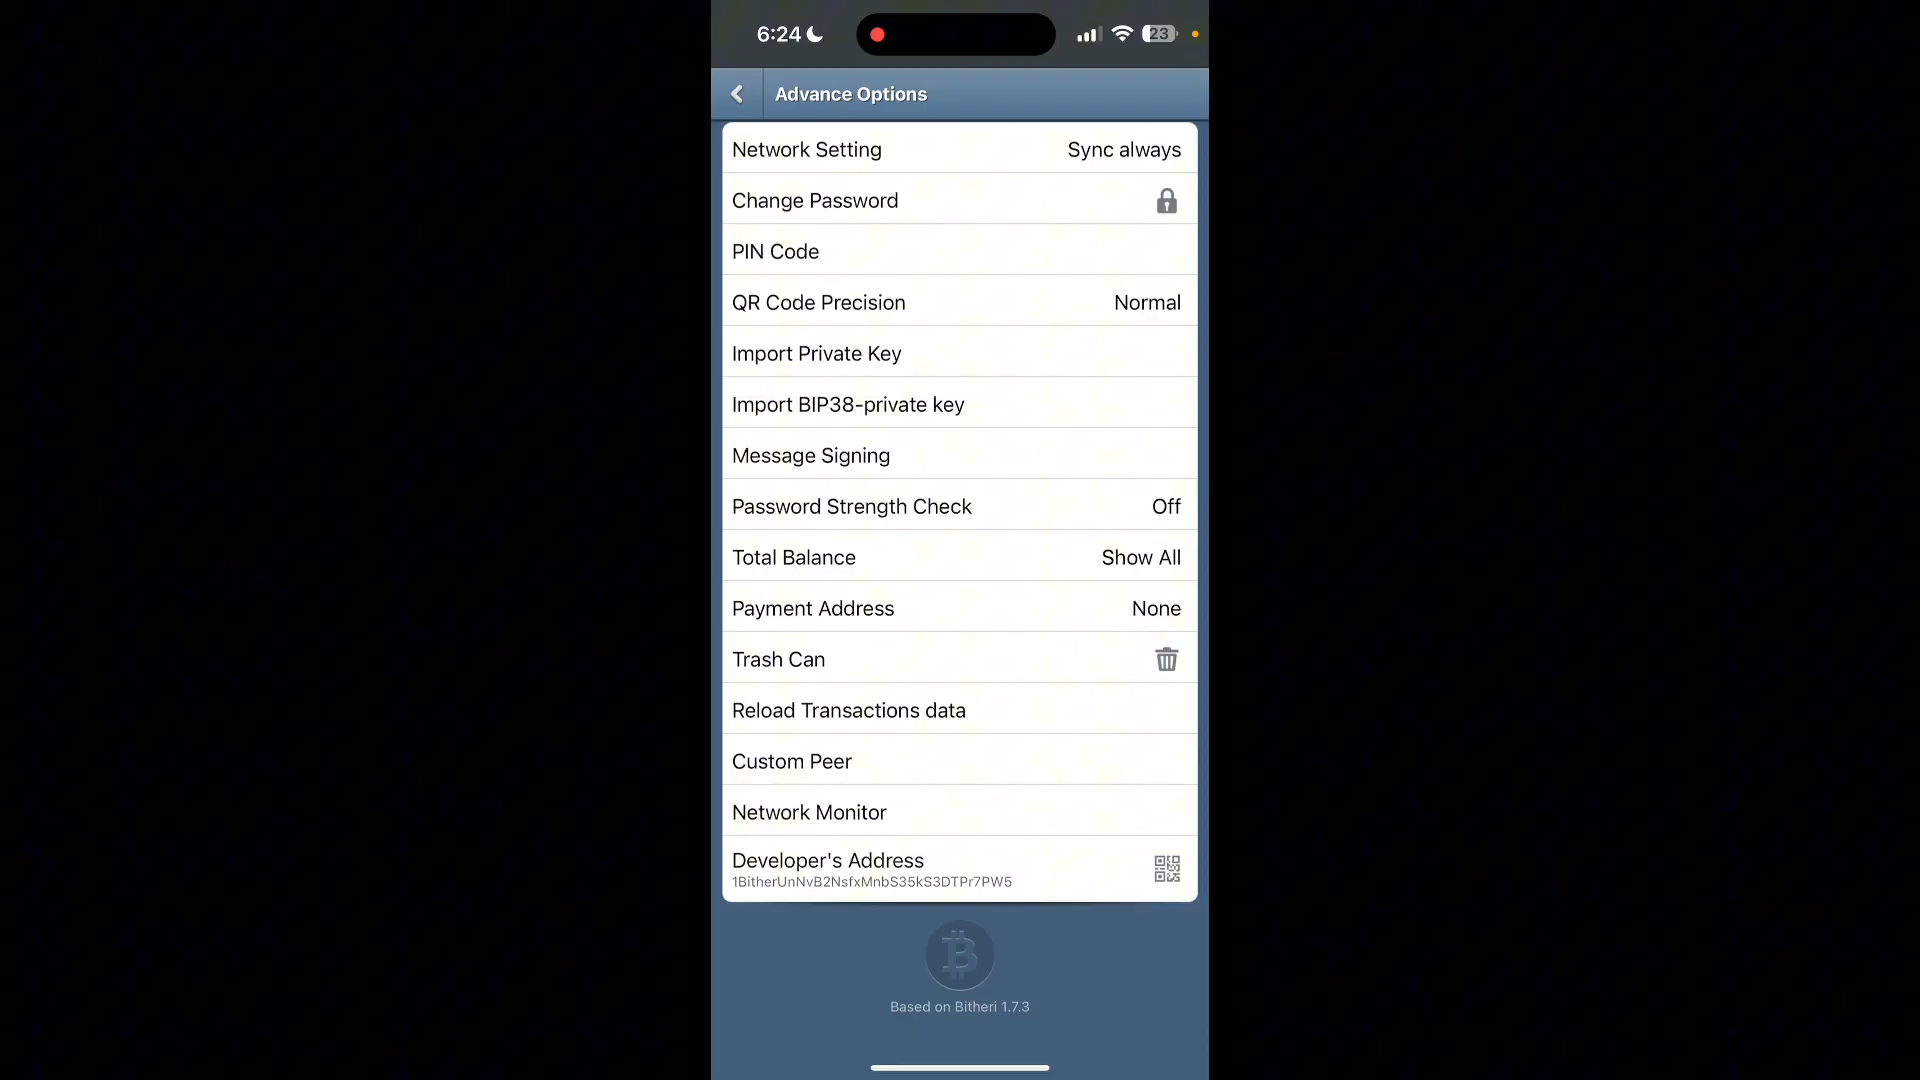 6:24
23
Advance Options
Network Setting Sync always
Change Password
PIN Code
QR Code Precision Normal
Import Private Key
Import BIP38-private key
Message Signing
Password Strength Check Off
Total Balance Show All
Payment Address None
Trash Can
Reload Transactions data
Custom Peer
Network Monitor
Developer's Address
1BitherUnNvB2NsfxMnbS35kS3DTPr7PW5
Based on Bitheri 1.7.3